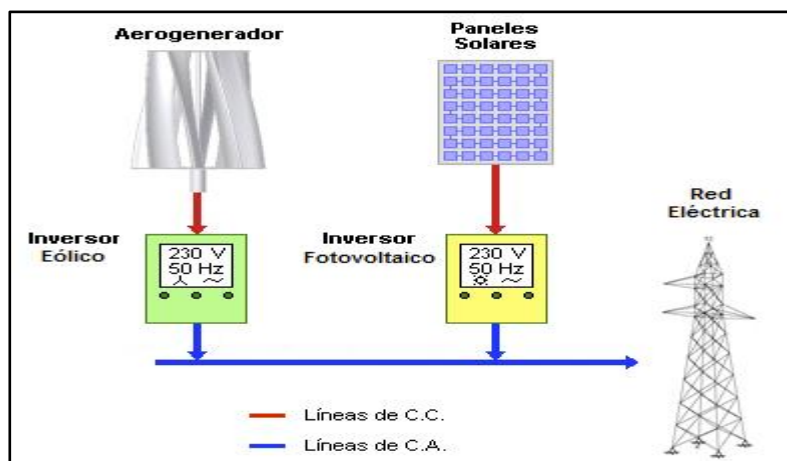 Aerogenerador
Paneles
Solares
Red
Eléctrica
Inversor
Eólico
230 V
50 Hz
Inversor
Fotovoltaico
230 V
50 Hz
Líneas de C.C.
Líneas de C.A.